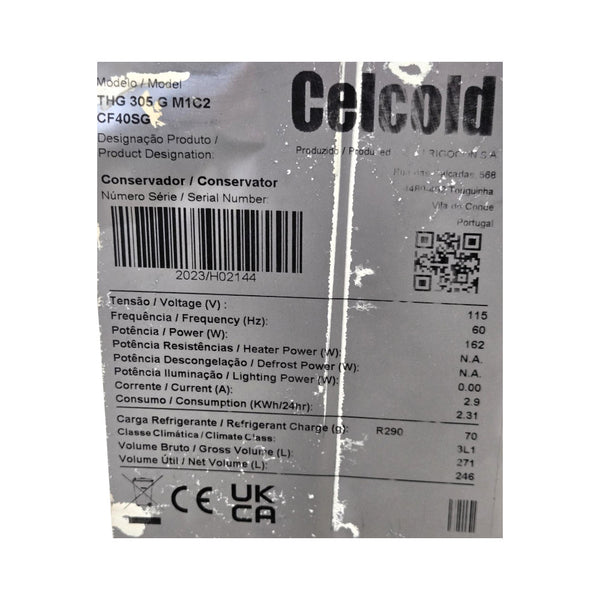 Modelo / Model
THG 305 G M1C2
CF40SG
Celcold
Designação Produto /
Product Designation:
Produzido / Produced
Conservador / Conservator
Número Série / Serial Number:
568
Touguinha
Vila do Conde
Portugal
2023/H02144
Tensão / Voltage (V) : 115
Frequência / Frequency (Hz): 60
Potência / Power (W): 162
Potência Resistências / Heater Power (W): N.A.
Potência Descongelação / Defrost Power (W): N.A.
Potência Iluminação / Lighting Power (W): 0.00
Corrente / Current (A): 2.9
Consumo / Consumption (KWh/24hr): 2.31
Carga Refrigerante / Refrigerant Charge (g): R290 70
Classe Climática / Climate Class: 3L1
Volume Bruto / Gross Volume (L): 271
Volume Útil / Net Volume (L): 246
CE UK
CA